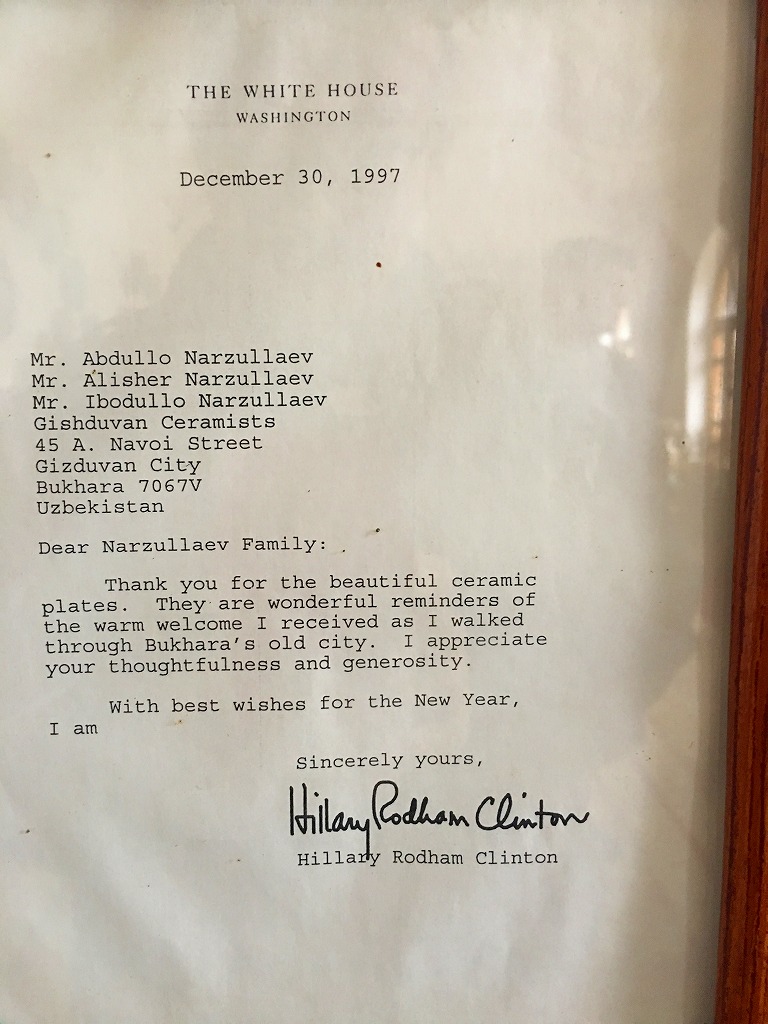 THE WHITE HOUSE
WASHINGTON
December 30, 1997
Mr. Abdullo Narzullaev
Mr. Alisher Narzullaev
Mr. Ibodullo Narzullaev
Gishduvan Ceramists
45 A. Navoi Street
Gizduvan City
Bukhara 7067V
Uzbekistan
Dear Narzullaev Family:
Thank you for the beautiful ceramic
plates. They are wonderful reminders of
the warm welcome I received as I walked
through Bukhara's old city. I appreciate
your thoughtfulness and generosity.
With best wishes for the New Year,
I am
Sincerely yours,
Hillary Rodham Clinton
Hillary Rodham Clinton